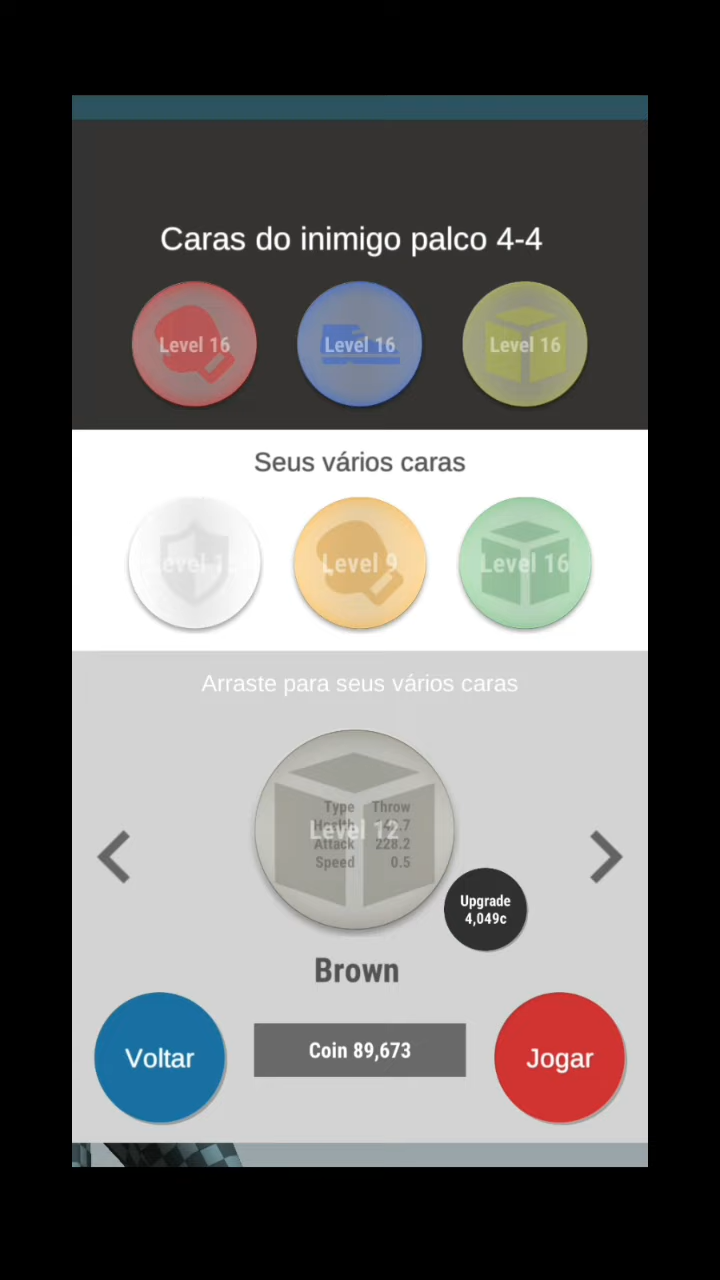 Caras do inimigo palco 4-4
Level 16 Level 16 Level 16
Seus vários caras
Level Level 9 Level 16
Arraste para seus vários caras
Type Throw
Level 12
Attack 228.2
Speed 0.5
Upgrade
4,049c
Brown
Voltar Coin 89,673 Jogar